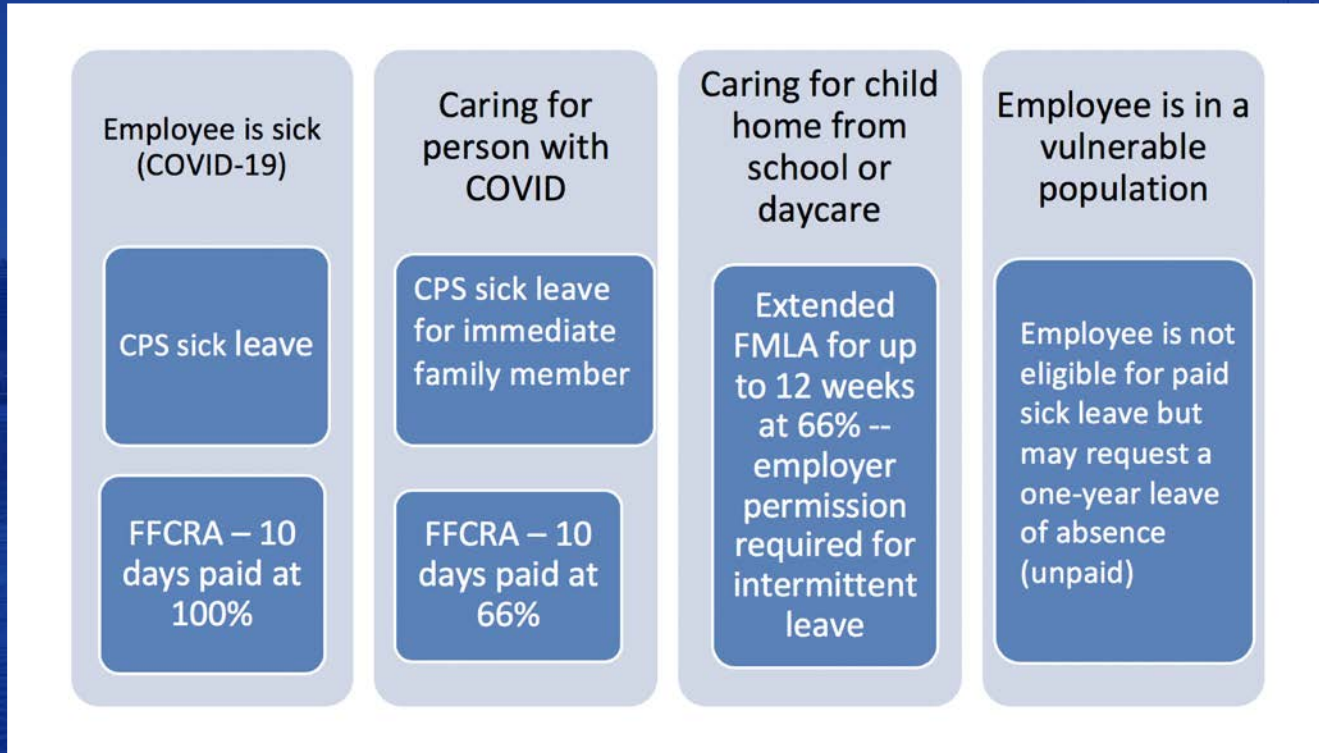 Employee is sick
(COVID-19)
CPS sick leave
FFCRA – 10
days paid at
100%
Caring for
person with
COVID
CPS sick leave
for immediate
family member
FFCRA – 10
days paid at
66%
Caring for child
home from
school or
daycare
Extended
FMLA for up
to 12 weeks
at 66% --
employer
permission
required for
intermittent
leave
Employee is in a
vulnerable
population
Employee is not
eligible for paid
sick leave but
may request a
one-year leave
of absence
(unpaid)